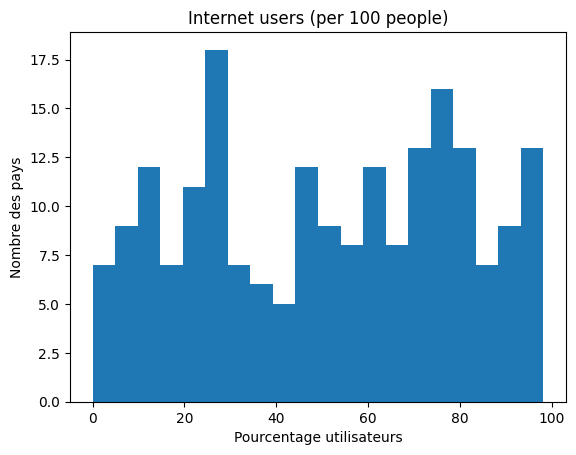 Internet users (per 100 people)
17.5
15.0
12.5
10.0
7.5
5.0
2.5
0.0
Nombre des pays
0 20 40 60 80 100
Pourcentage utilisateurs